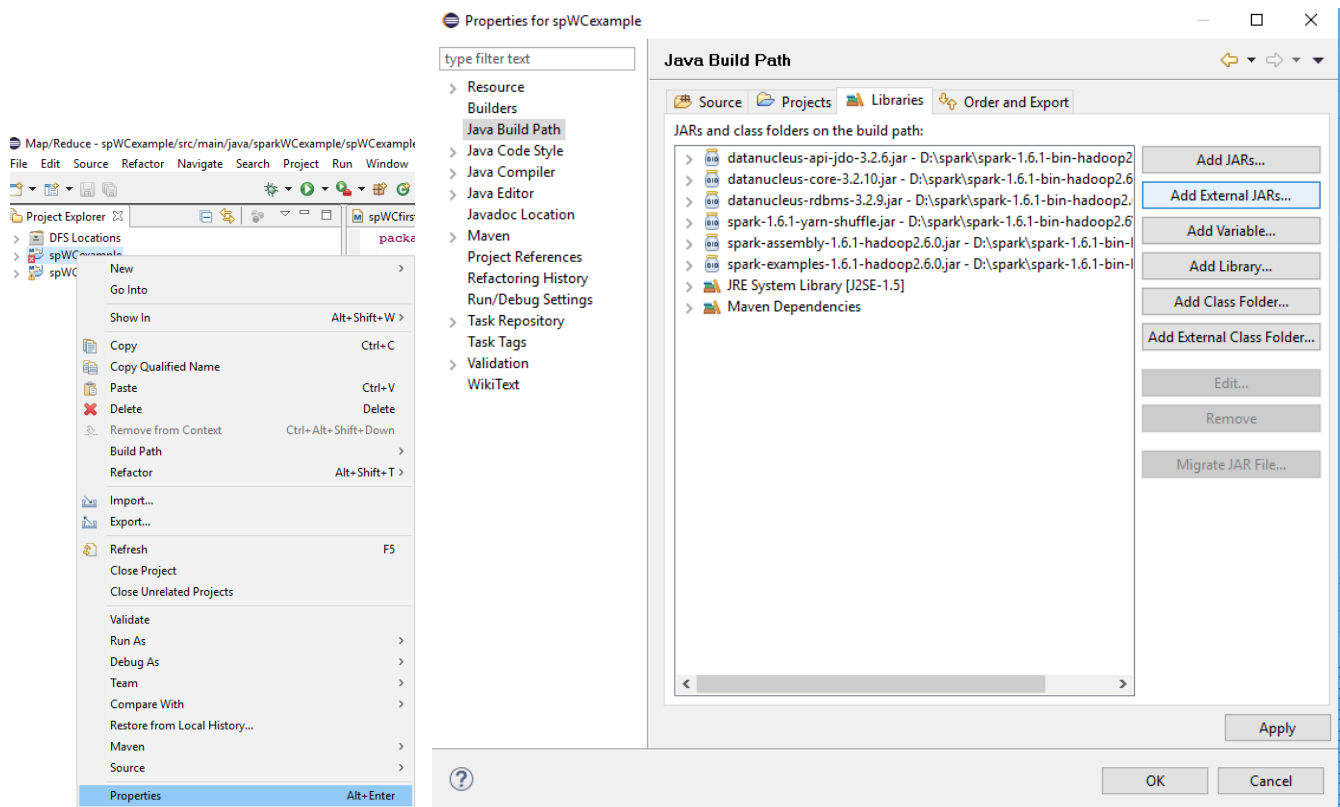 Map/Reduce - spWCexample/src/main/java/sparkWCexample/spWCexample
File Edit Source Refactor Navigate Search Project Run Window
Project Explorer
spWCfirs
DFS Locations
packa
spWCexample
spWC
New
Go Into
Show In Alt+Shift+W >
Copy Ctrl+C
Copy Qualified Name
Paste Ctrl+V
Delete Delete
Remove from Context Ctrl+Alt+Shift+Down
Build Path
Refactor Alt+Shift+T >
Import...
Export...
Refresh F5
Close Project
Close Unrelated Projects
Validate
Run As
Debug As
Team
Compare With
Restore from Local History...
Maven
Source
Properties Alt+Enter
Properties for spWCexample
type filter text
Resource
Builders
Java Build Path
Java Code Style
Java Compiler
Java Editor
Javadoc Location
Maven
Project References
Refactoring History
Run/Debug Settings
Task Repository
Task Tags
Validation
WikiText
Java Build Path
Source Projects Libraries Order and Export
JARs and class folders on the build path:
datanucleus-api-jdo-3.2.6.jar - D:\spark\spark-1.6.1-bin-hadoop2
datanucleus-core-3.2.10.jar - D:\spark\spark-1.6.1-bin-hadoop2.6
datanucleus-rdbms-3.2.9.jar - D:\spark\spark-1.6.1-bin-hadoop2.
spark-1.6.1-yarn-shuffle.jar - D:\spark\spark-1.6.1-bin-hadoop2.6
spark-assembly-1.6.1-hadoop2.6.0.jar - D:\spark\spark-1.6.1-bin-
spark-examples-1.6.1-hadoop2.6.0.jar - D:\spark\spark-1.6.1-bin-
JRE System Library [J2SE-1.5]
Maven Dependencies
Add JARs...
Add External JARs...
Add Variable...
Add Library...
Add Class Folder...
Add External Class Folder...
Edit...
Remove
Migrate JAR File...
Apply
OK Cancel